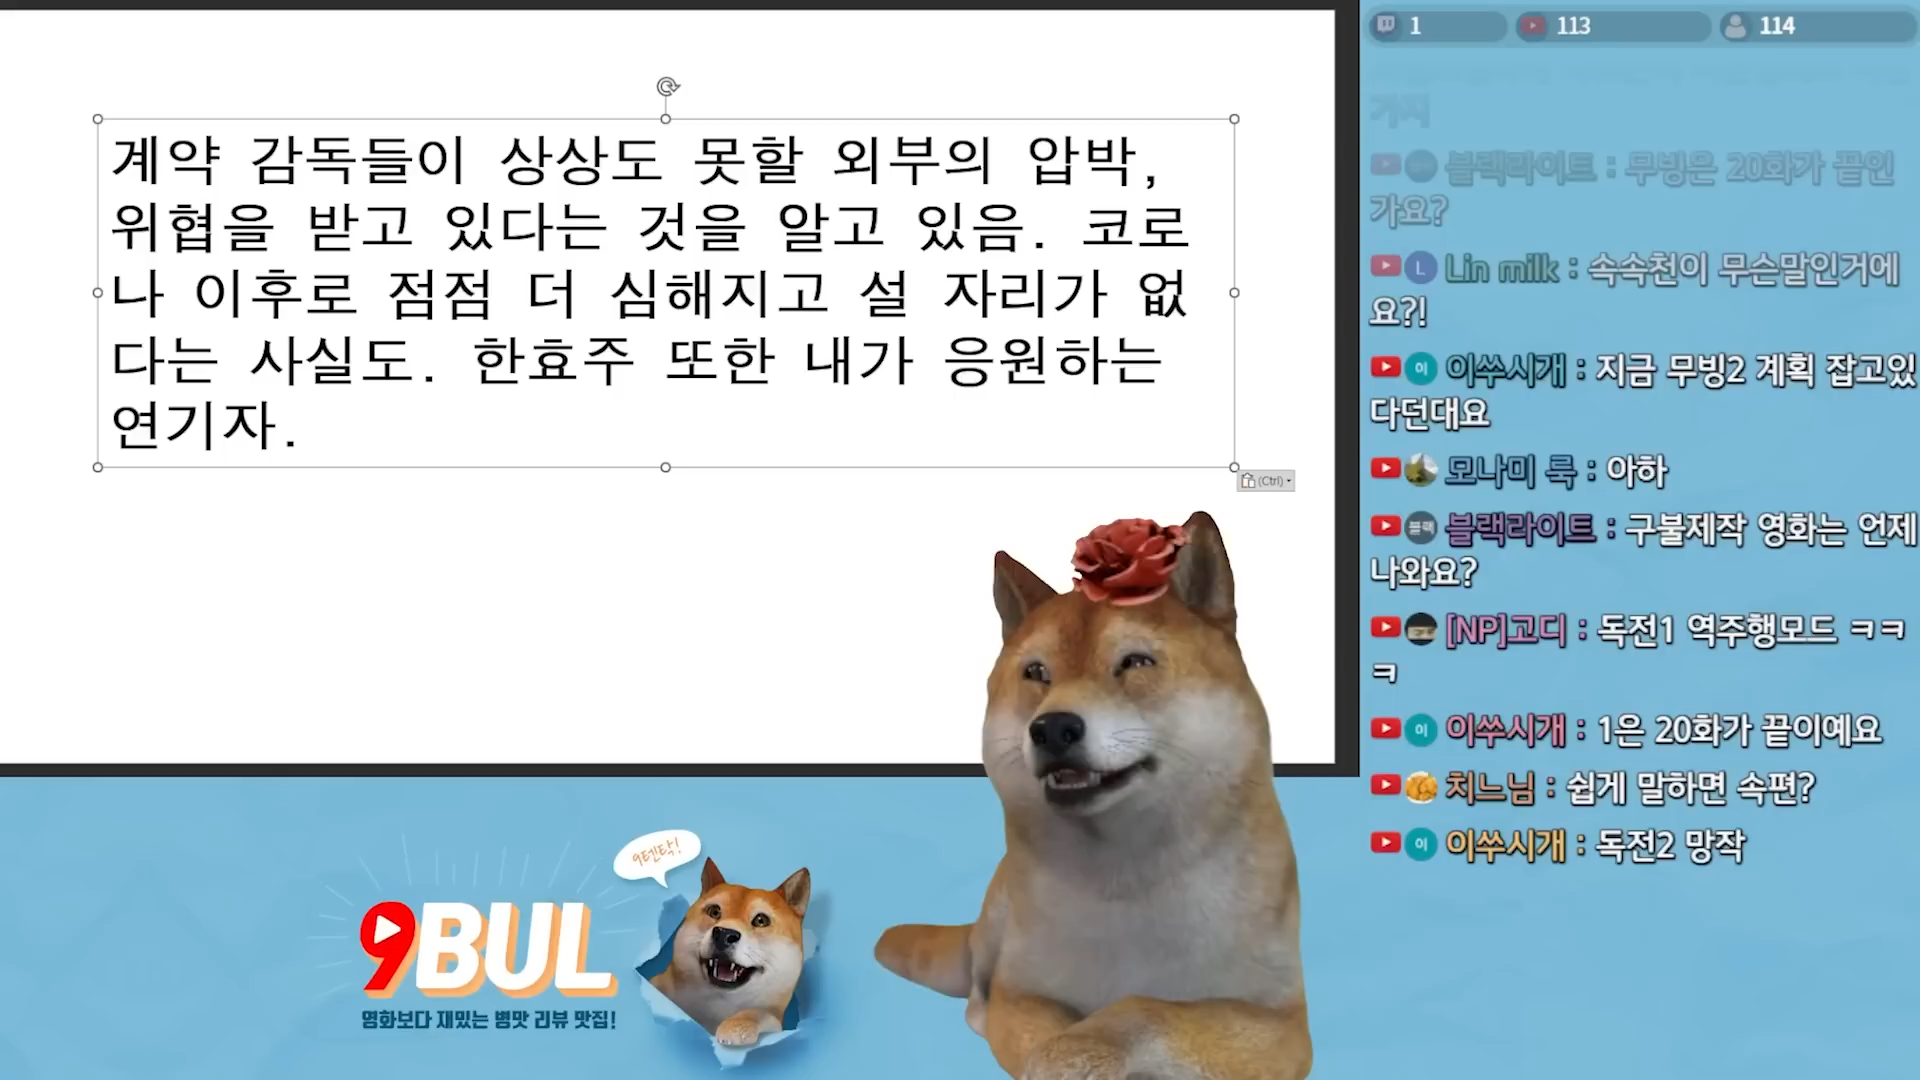 계약 감독들이 상상도 못할 외부의 압박,
위협을 받고 있다는 것을 알고 있음. 코로
나 이후로 점점 더 심해지고 설 자리가 없
다는 사실도. 한효주 또한 내가 응원하는
연기자.
(Ctrl)
9텐탁!
9BUL
영화보다 재밌는 병맛 리뷰 맛집!
1
113
114
가지
블랙라이트 : 무빙은 20화가 끝인
가요?
L Lin milk : 속속천이 무슨말인거에
요?!
이 이쑤시개 : 지금 무빙2 계획 잡고있
다던대요
모나미 룩 : 아하
블랙 블랙라이트 : 구불제작 영화는 언제
나와요?
[NP]고디 : 독전1 역주행모드 ㅋㅋ
ㅋ
이 이쑤시개 : 1은 20화가 끝이예요
치느님 : 쉽게 말하면 속편?
이 이쑤시개 : 독전2 망작